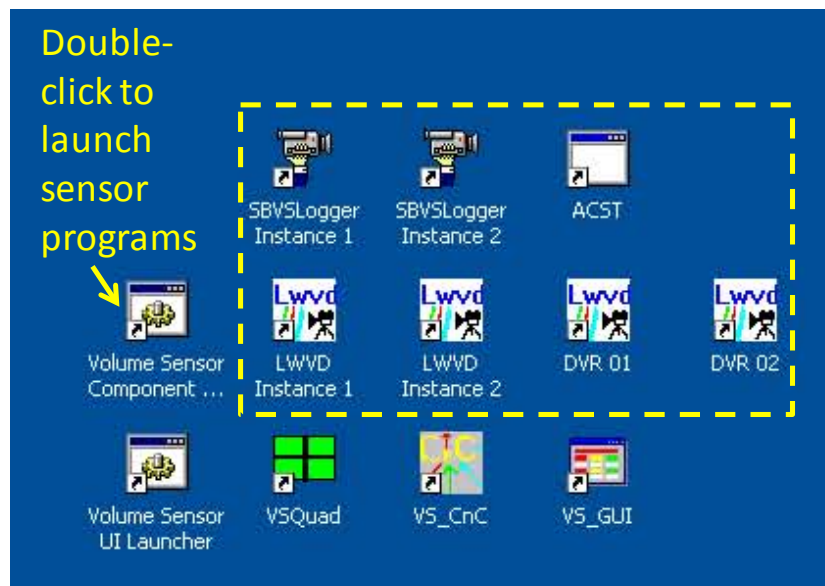 Double-
click to
launch
sensor
programs
SBVSLogger
Instance 1
SBVSLogger
Instance 2
ACST
Volume Sensor
Component ...
Lwvd
LWVD
Instance 1
Lwvd
LWVD
Instance 2
Lwvd
DVR 01
Lwvd
DVR 02
Volume Sensor
UI Launcher
VSQuad
CnC
VS_CnC
VS_GUI